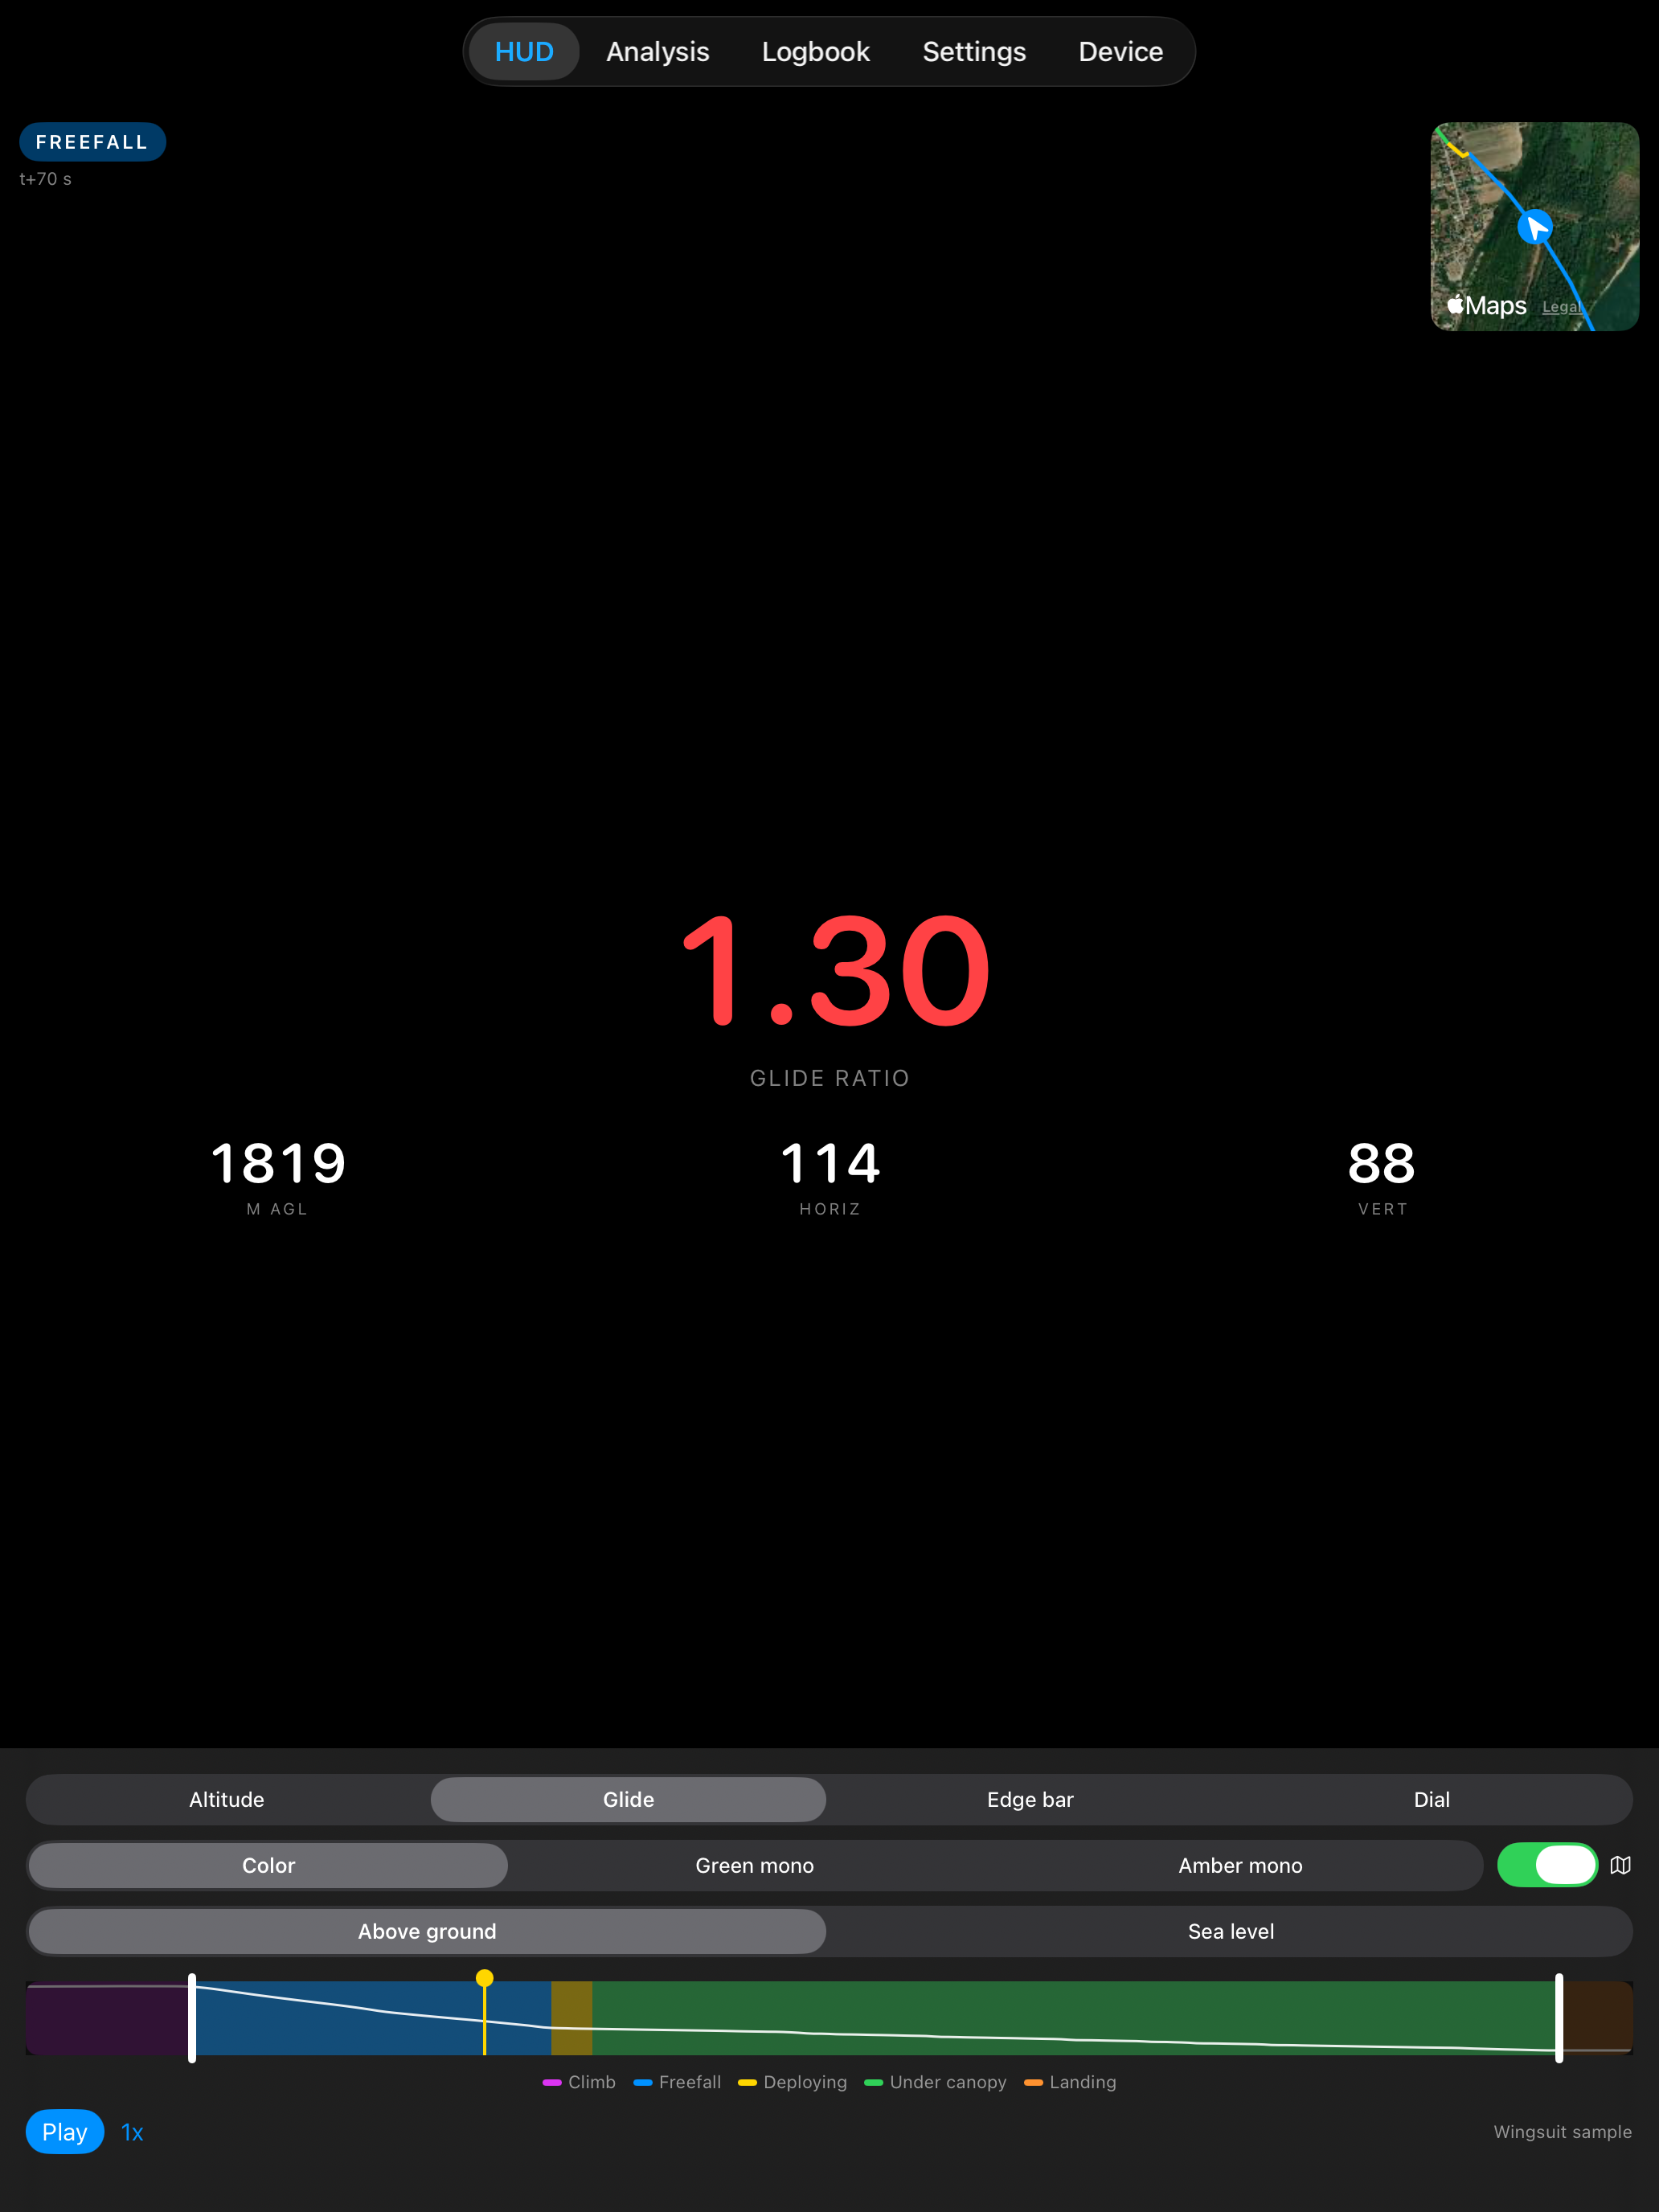 HUD Analysis Logbook Settings Device
FREEFALL
t+70 s
Maps Legal
1.30
GLIDE RATIO
1819 114 88
M AGL HORIZ VERT
Altitude Glide Edge bar Dial
Color Green mono Amber mono
Above ground Sea level
Climb Freefall Deploying Under canopy Landing
Play 1x Wingsuit sample